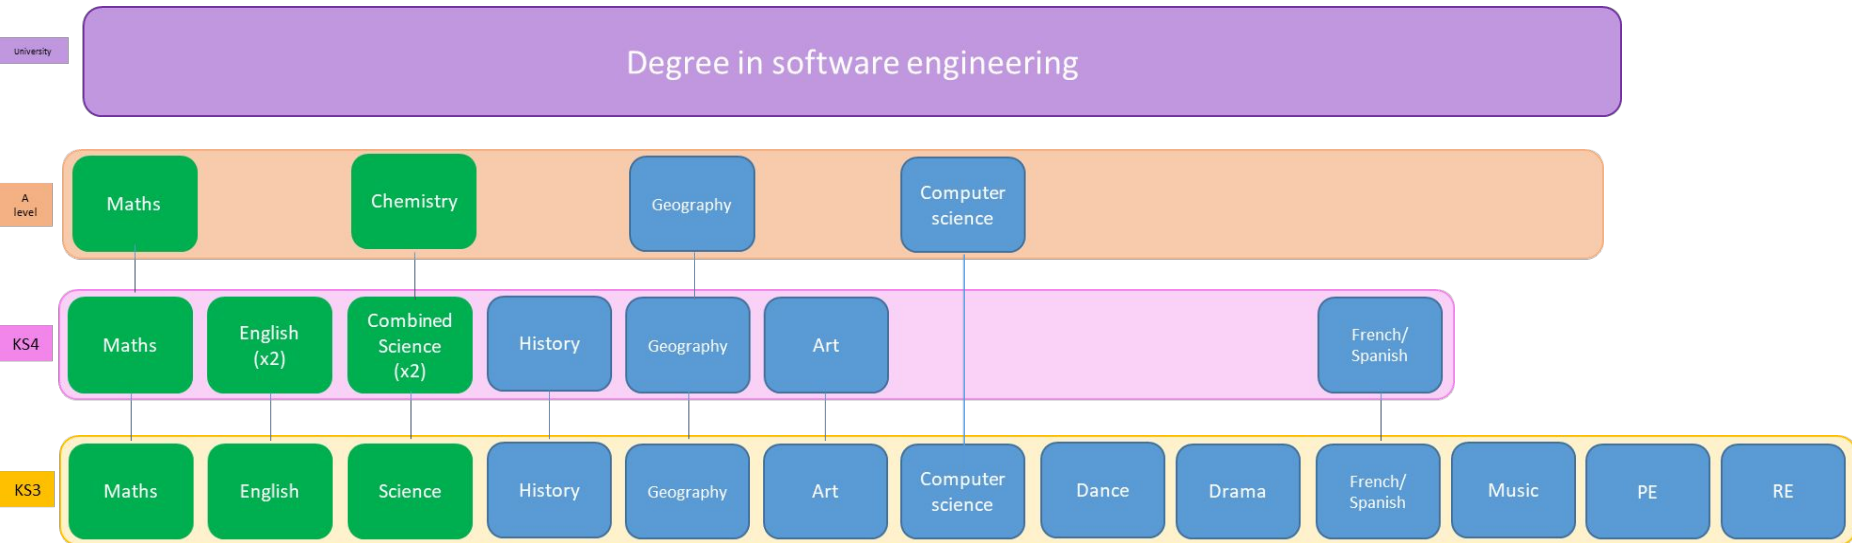 University
Degree in software engineering
A
level
Maths
Chemistry
Geography
Computer
science
KS4
Maths
English
(x2)
Combined
Science
(x2)
History
Geography
Art
French/
Spanish
KS3
Maths
English
Science
History
Geography
Art
Computer
science
Dance
Drama
French/
Spanish
Music
PE
RE